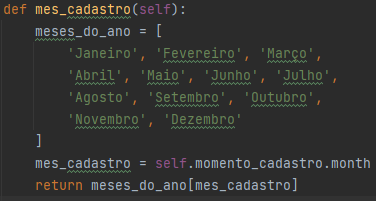 def mes_cadastro(self):
    meses_do_ano = [
        'Janeiro', 'Fevereiro', 'Março',
        'Abril', 'Maio', 'Junho', 'Julho',
        'Agosto', 'Setembro', 'Outubro',
        'Novembro', 'Dezembro'
    ]
    mes_cadastro = self.momento_cadastro.month
    return meses_do_ano[mes_cadastro]